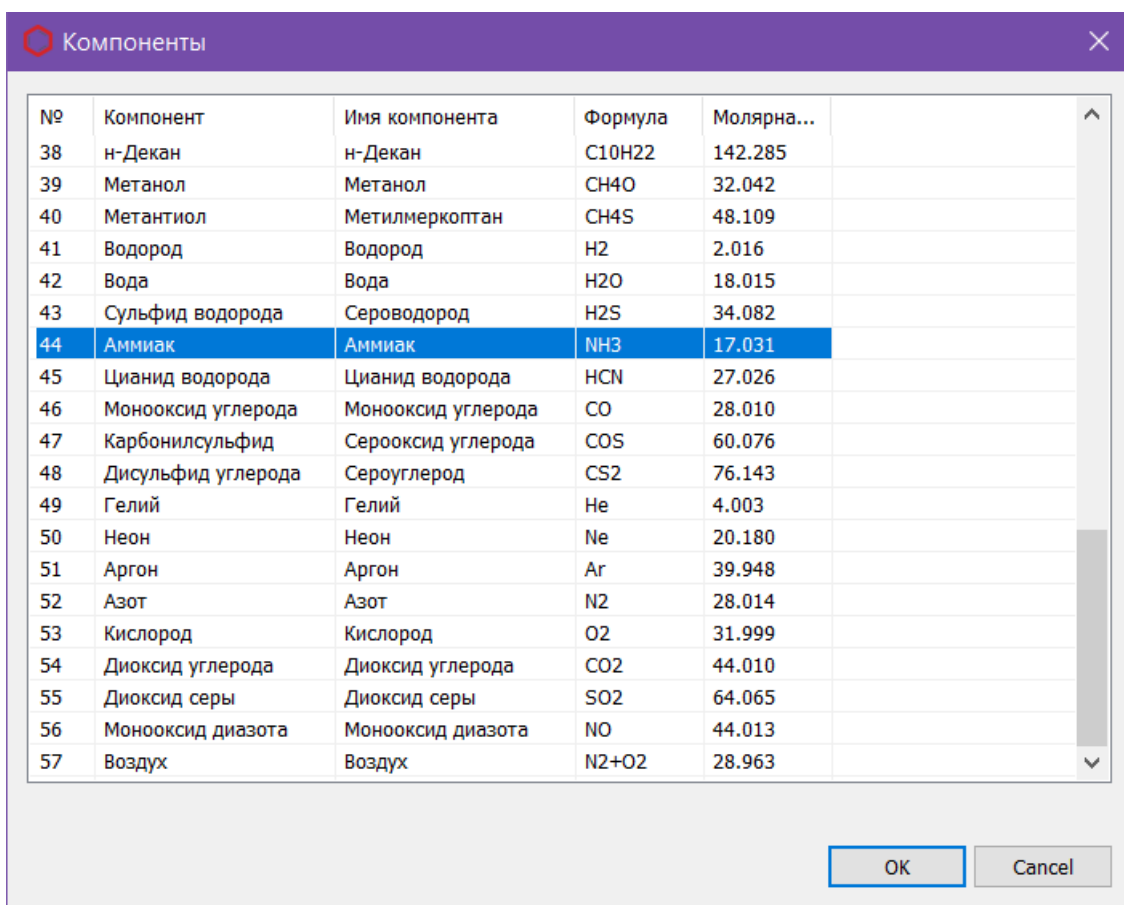 Компоненты
№ Компонент Имя компонента Формула Молярна...
38 н-Декан н-Декан C10H22 142.285
39 Метанол Метанол CH4O 32.042
40 Метантиол Метилмеркоптан CH4S 48.109
41 Водород Водород H2 2.016
42 Вода Вода H2O 18.015
43 Сульфид водорода Сероводород H2S 34.082
44 Аммиак Аммиак NH3 17.031
45 Цианид водорода Цианид водорода HCN 27.026
46 Монооксид углерода Монооксид углерода CO 28.010
47 Карбонилсульфид Серооксид углерода COS 60.076
48 Дисульфид углерода Сероуглерод CS2 76.143
49 Гелий Гелий He 4.003
50 Неон Неон Ne 20.180
51 Аргон Аргон Ar 39.948
52 Азот Азот N2 28.014
53 Кислород Кислород O2 31.999
54 Диоксид углерода Диоксид углерода CO2 44.010
55 Диоксид серы Диоксид серы SO2 64.065
56 Монооксид диазота Монооксид диазота NO 44.013
57 Воздух Воздух N2+O2 28.963
OK Cancel